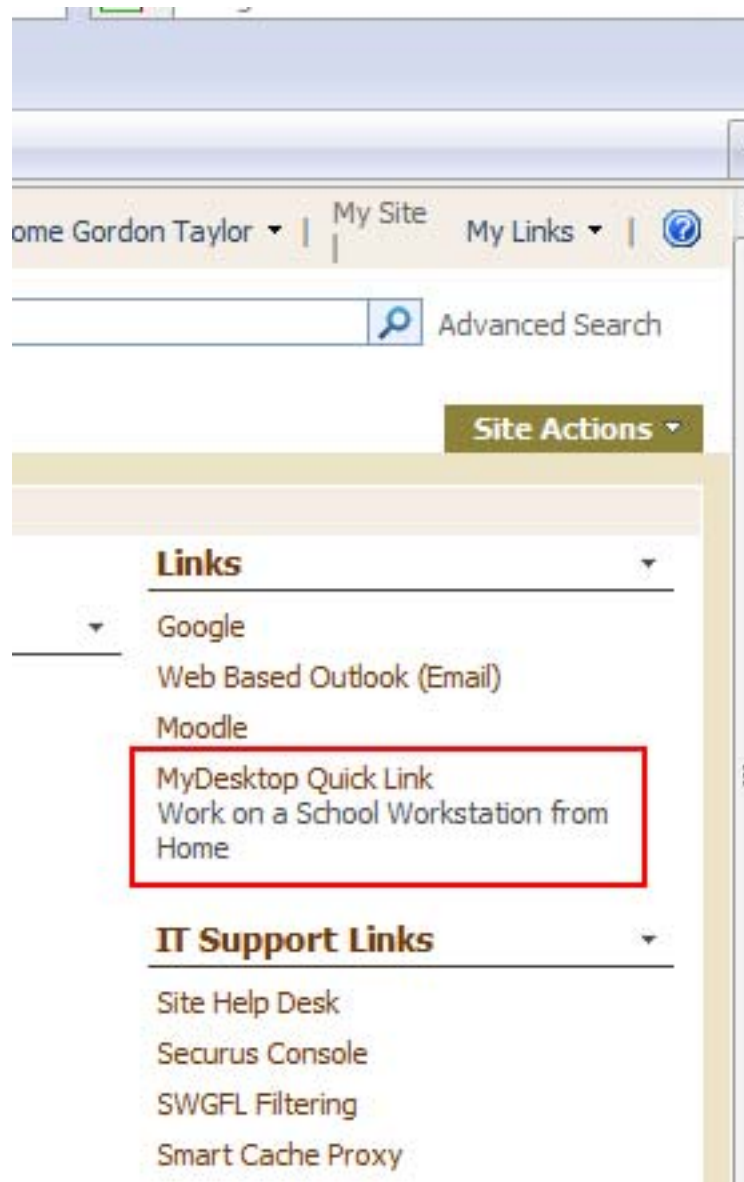 ome Gordon Taylor | My Site | My Links |
Advanced Search
Site Actions
Links
Google
Web Based Outlook (Email)
Moodle
MyDesktop Quick Link
Work on a School Workstation from
Home
IT Support Links
Site Help Desk
Securus Console
SWGFL Filtering
Smart Cache Proxy